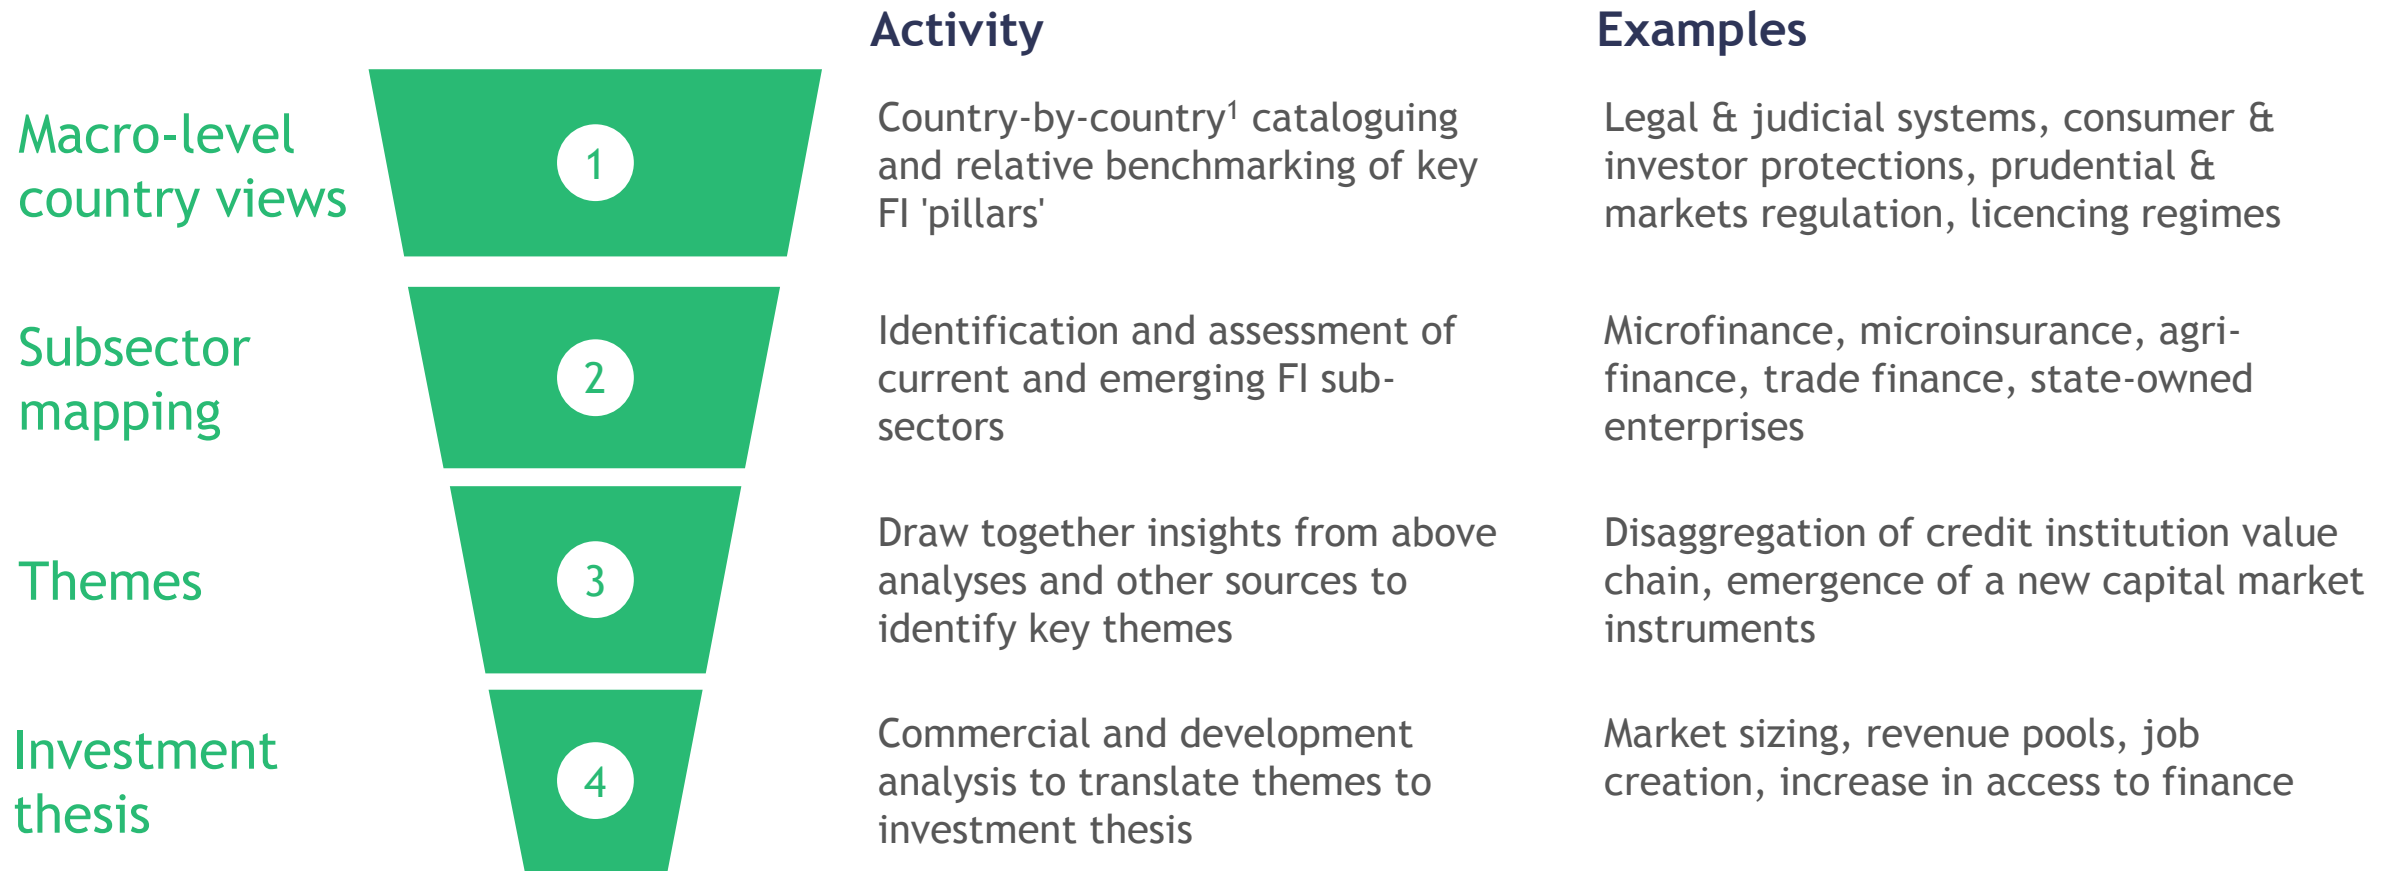 Activity
Examples
Macro-level
country views
1
Country-by-country¹ cataloguing
and relative benchmarking of key
FI 'pillars'
Legal & judicial systems, consumer &
investor protections, prudential &
markets regulation, licencing regimes
Subsector
mapping
2
Identification and assessment of
current and emerging FI sub-
sectors
Microfinance, microinsurance, agri-
finance, trade finance, state-owned
enterprises
Themes
3
Draw together insights from above
analyses and other sources to
identify key themes
Disaggregation of credit institution value
chain, emergence of a new capital market
instruments
Investment
thesis
4
Commercial and development
analysis to translate themes to
investment thesis
Market sizing, revenue pools, job
creation, increase in access to finance